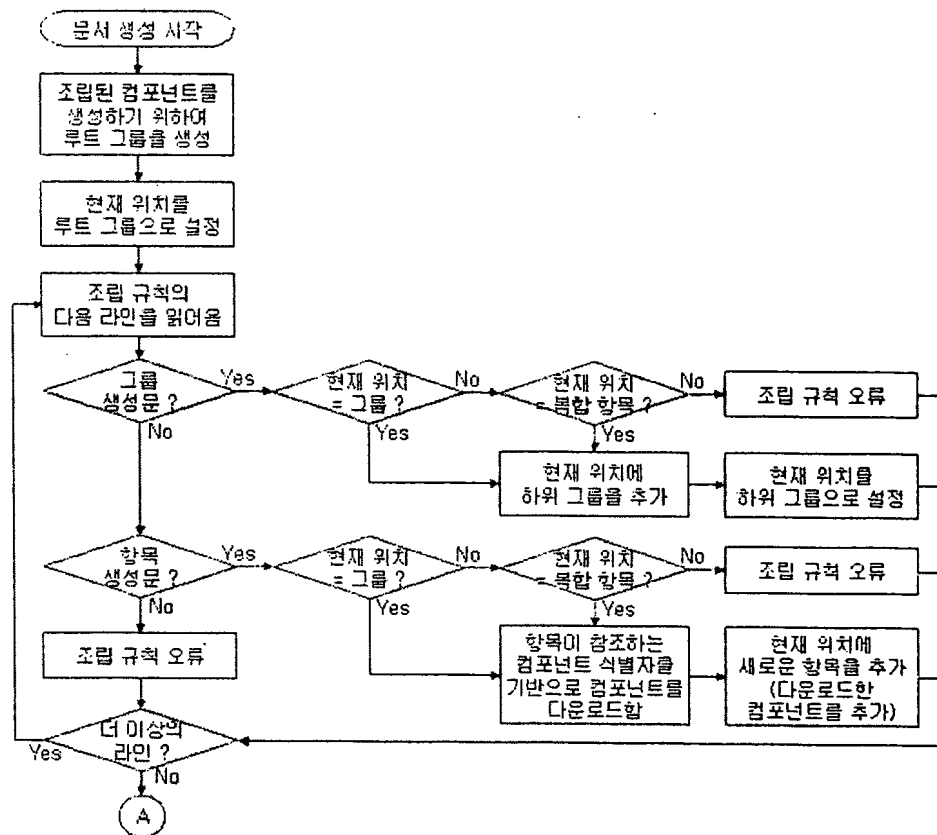 문서 생성 시작
조립된 컴포넌트를
생성하기 위하여
루트 그룹을 생성
현재 위치를
루트 그룹으로 설정
조립 규칙의
다음 라인을 읽어옴
그룹
생성문 ?
Yes
No
현재 위치
= 그룹 ?
No
Yes
현재 위치
= 복합 항목 ?
No
Yes
조립 규칙 오류
현재 위치에
하위 그룹을 추가
현재 위치를
하위 그룹으로 설정
항목
생성문 ?
Yes
No
현재 위치
= 그룹 ?
No
Yes
현재 위치
= 복합 항목 ?
No
Yes
조립 규칙 오류
조립 규칙 오류
항목이 참조하는
컴포넌트 식별자를
기반으로 컴포넌트를
다운로드함
현재 위치에
새로운 항목을 추가
(다운로드한
컴포넌트를 추가)
더 이상의
라인 ?
Yes
No
A